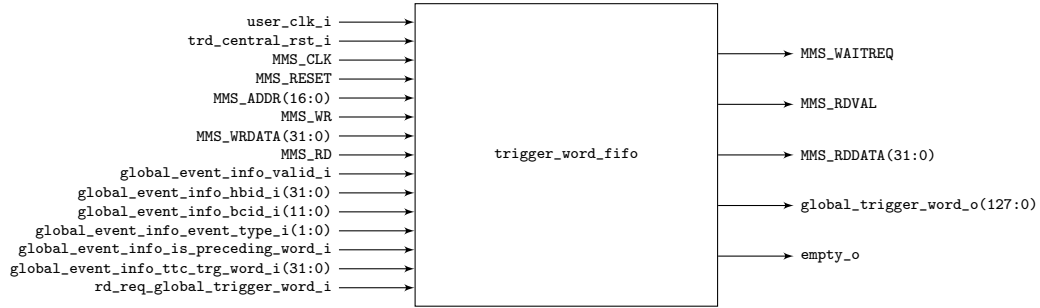 user_clk_i
trd_central_rst_i
MMS_CLK
MMS_RESET
MMS_ADDR(16:0)
MMS_WR
MMS_WRDATA(31:0)
MMS_RD
global_event_info_valid_i
global_event_info_hbid_i(31:0)
global_event_info_bcid_i(11:0)
global_event_info_event_type_i(1:0)
global_event_info_is_preceding_word_i
global_event_info_ttc_trg_word_i(31:0)
rd_req_global_trigger_word_i
trigger_word_fifo
MMS_WAITREQ
MMS_RDVAL
MMS_RDDATA(31:0)
global_trigger_word_o(127:0)
empty_o